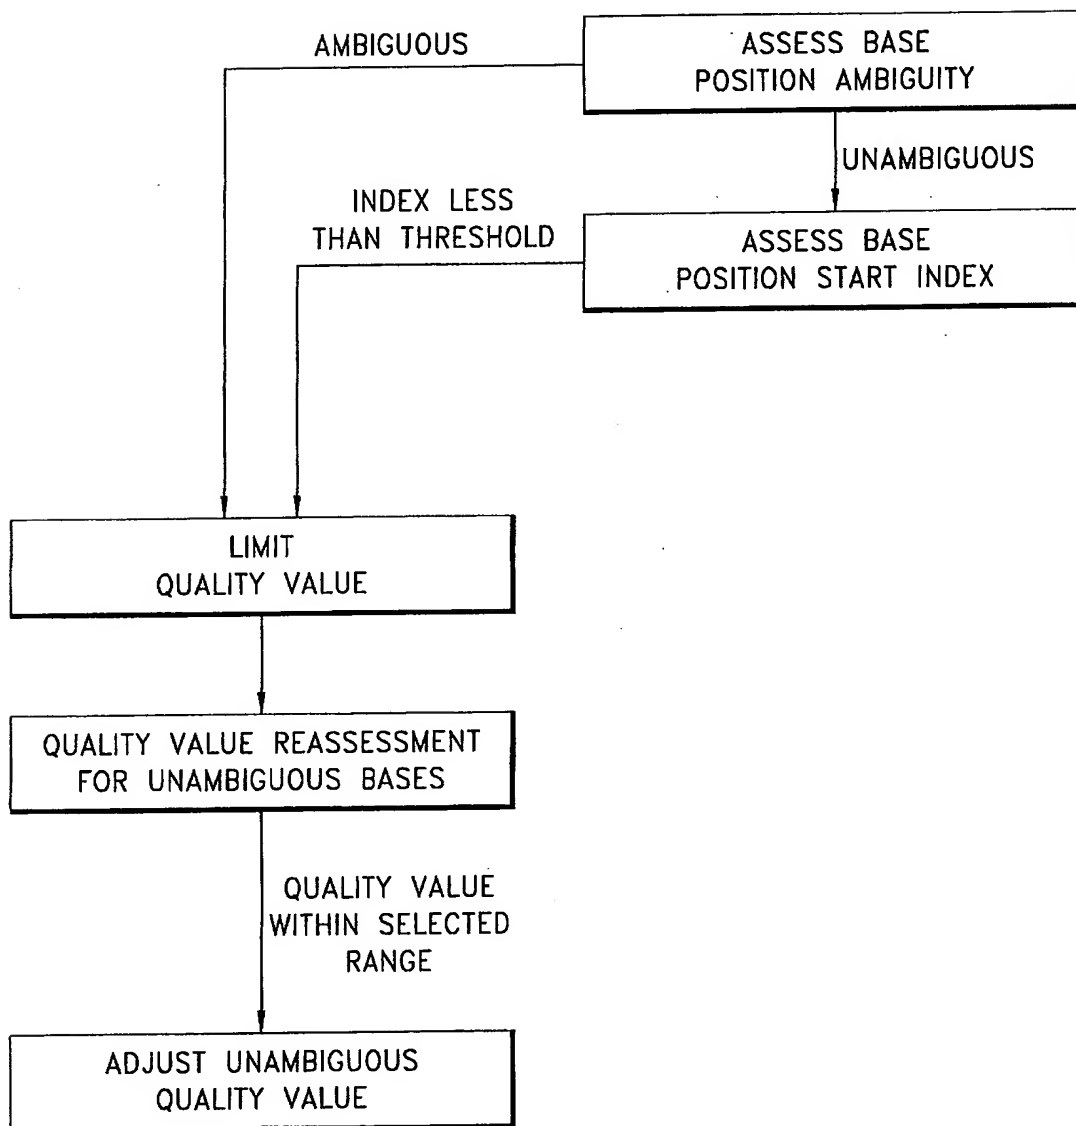 AMBIGUOUS
ASSESS BASE
POSITION AMBIGUITY
UNAMBIGUOUS
INDEX LESS
THAN THRESHOLD
ASSESS BASE
POSITION START INDEX
LIMIT
QUALITY VALUE
QUALITY VALUE REASSESSMENT
FOR UNAMBIGUOUS BASES
QUALITY VALUE
WITHIN SELECTED
RANGE
ADJUST UNAMBIGUOUS
QUALITY VALUE